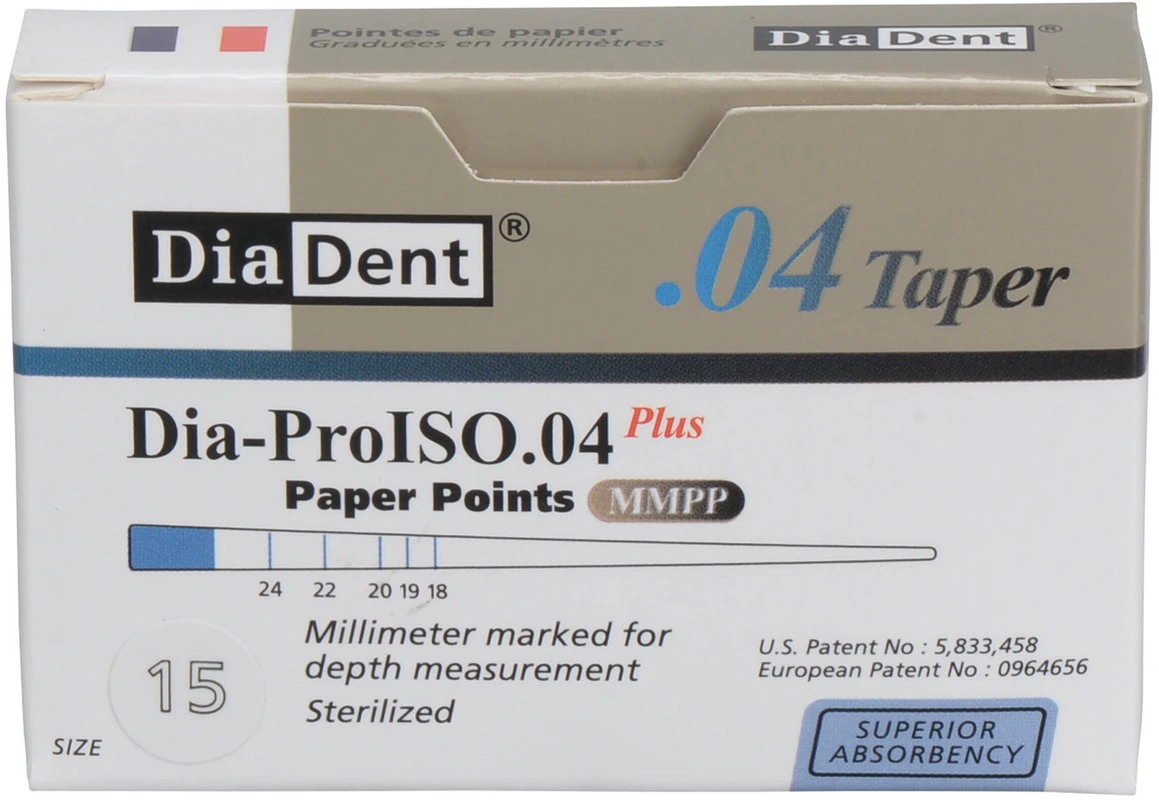 Pointes de papier
Graduées en millimètres
DiaDent®
DiaDent®
.04 Taper
Dia-ProISO.04 Plus
Paper Points MMPP
24 22 20 19 18
Millimeter marked for
depth measurement
Sterilized
15
SIZE
U.S. Patent No : 5,833,458
European Patent No : 0964656
SUPERIOR
ABSORBENCY